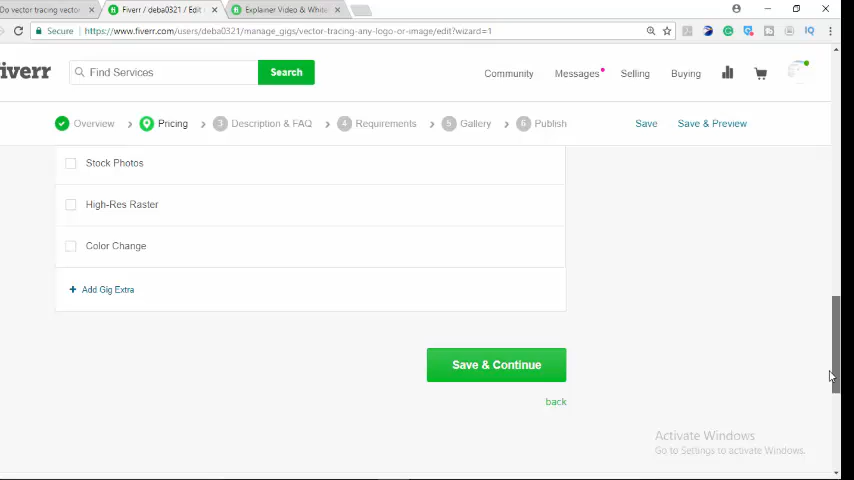 Do vector tracing vector
Fiverr / deba0321 / Edit
Explainer Video & White
Secure
https://www.fiverr.com/users/deba0321/manage_gigs/vector-tracing-any-logo-or-image/edit?wizard=1
iverr
Find Services
Search
Community
Messages
Selling
Buying
Overview
Pricing
3 Description & FAQ
4 Requirements
5 Gallery
6 Publish
Save
Save & Preview
Stock Photos
High-Res Raster
Color Change
+ Add Gig Extra
Save & Continue
back
Activate Windows
Go to Settings to activate Windows.